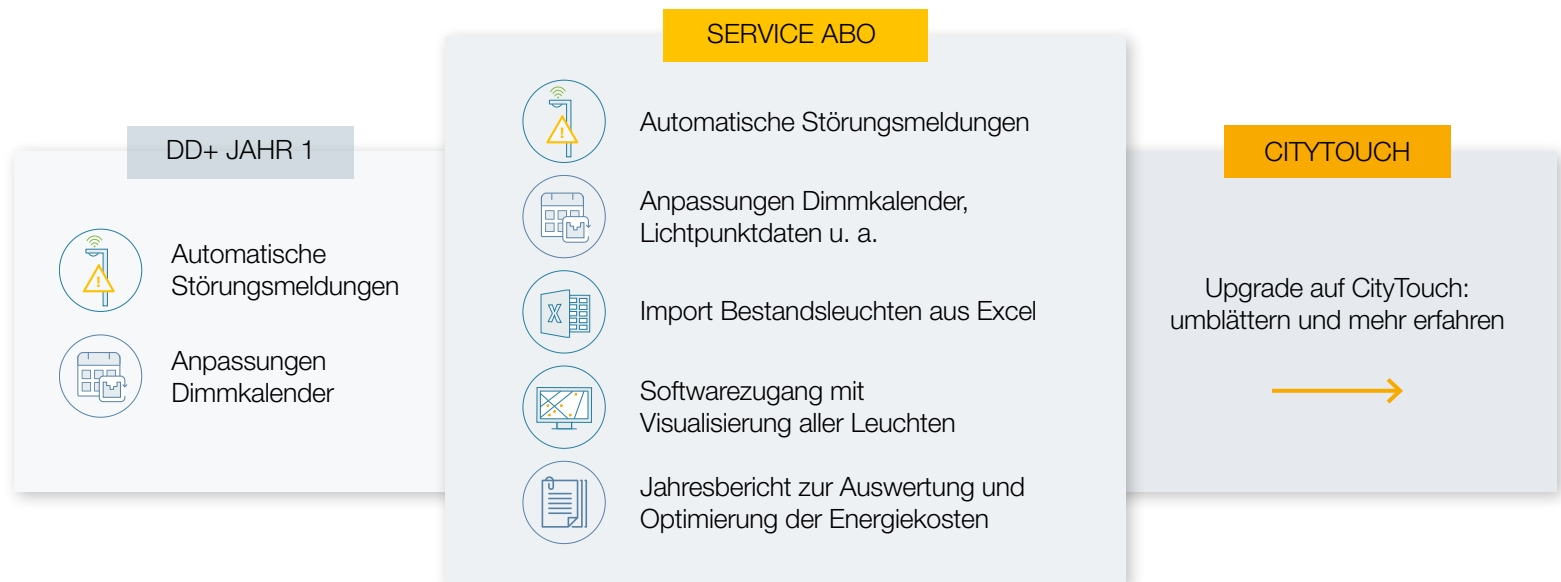 DD+ JAHR 1
Automatische
Störungsmeldungen
Anpassungen
Dimmkalender
SERVICE ABO
Automatische Störungsmeldungen
Anpassungen Dimmkalender,
Lichtpunktdaten u. a.
X
Import Bestandsleuchten aus Excel
Softwarezugang mit
Visualisierung aller Leuchten
Jahresbericht zur Auswertung und
Optimierung der Energiekosten
CITYTOUCH
Upgrade auf CityTouch:
umblättern und mehr erfahren